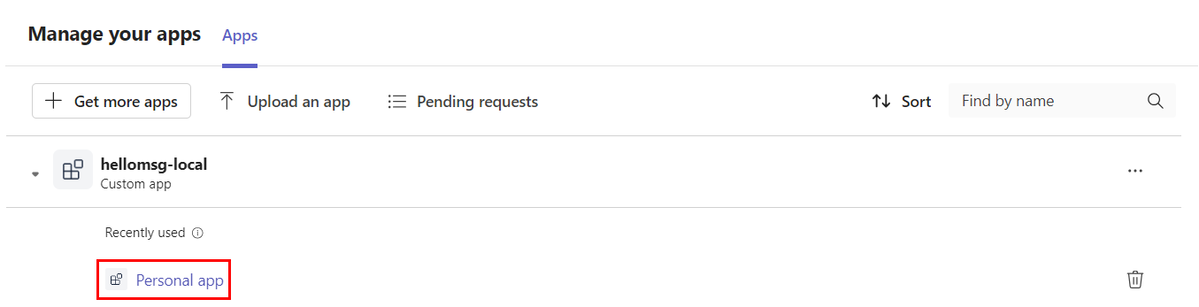 Manage your apps Apps
Get more apps Upload an app Pending requests Sort Find by name
hellomsg-local
Custom app
Recently used
Personal app